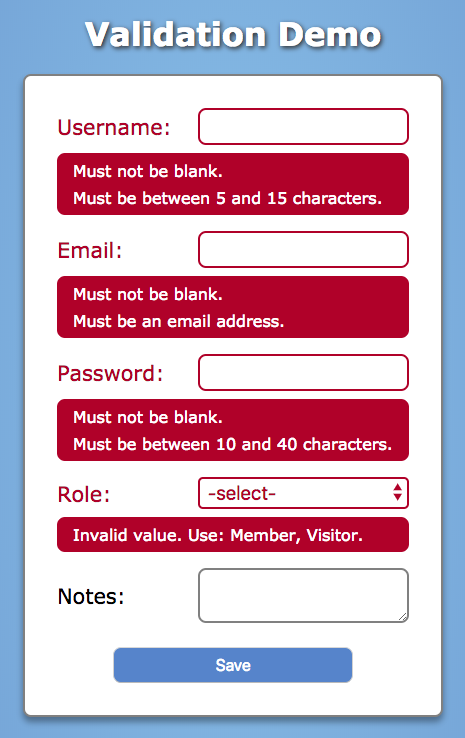 Validation Demo
Username:
Must not be blank.
Must be between 5 and 15 characters.
Email:
Must not be blank.
Must be an email address.
Password:
Must not be blank.
Must be between 10 and 40 characters.
Role: -select-
Invalid value. Use: Member, Visitor.
Notes:
Save